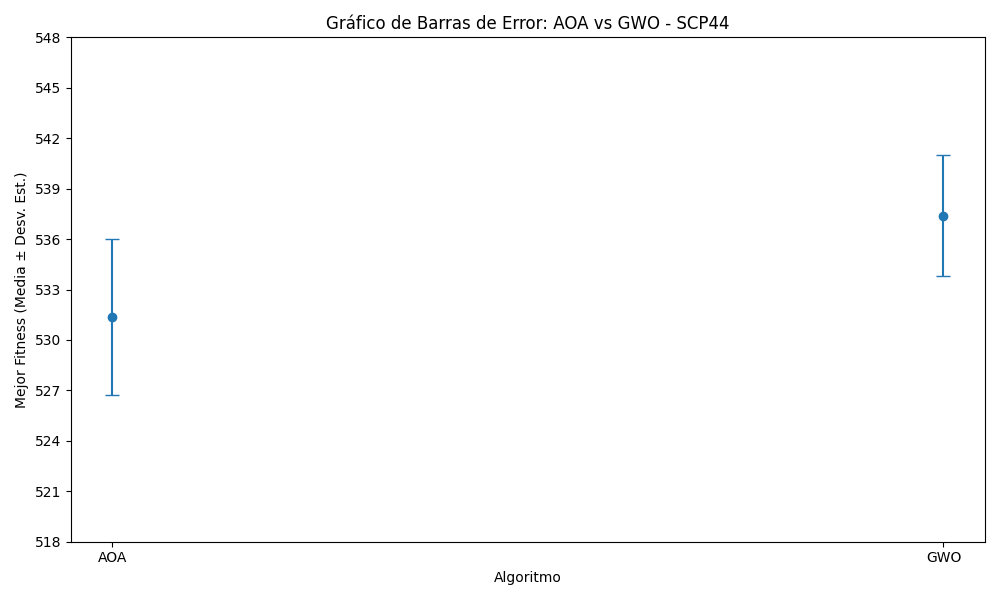 Gráfico de Barras de Error: AOA vs GWO - SCP44
Mejor Fitness (Media ± Desv. Est.)
548
545
542
539
536
533
530
527
524
521
518
AOA
GWO
Algoritmo